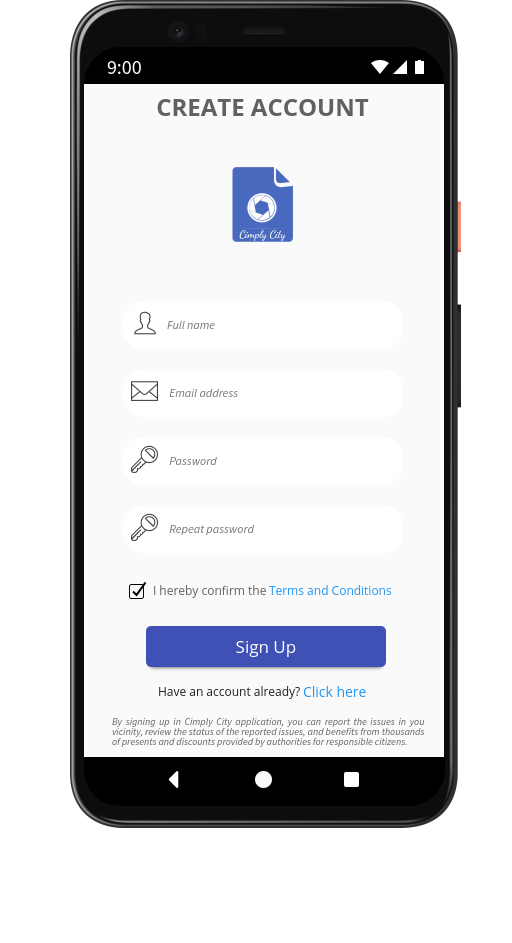 9:00
CREATE ACCOUNT
Cimply City
Full name
Email address
Password
Repeat password
I hereby confirm the Terms and Conditions
Sign Up
Have an account already? Click here
By signing up in Cimply City application, you can report the issues in you
vicinity, review the status of the reported issues, and benefits from thousands
of presents and discounts provided by authorities for responsible citizens.